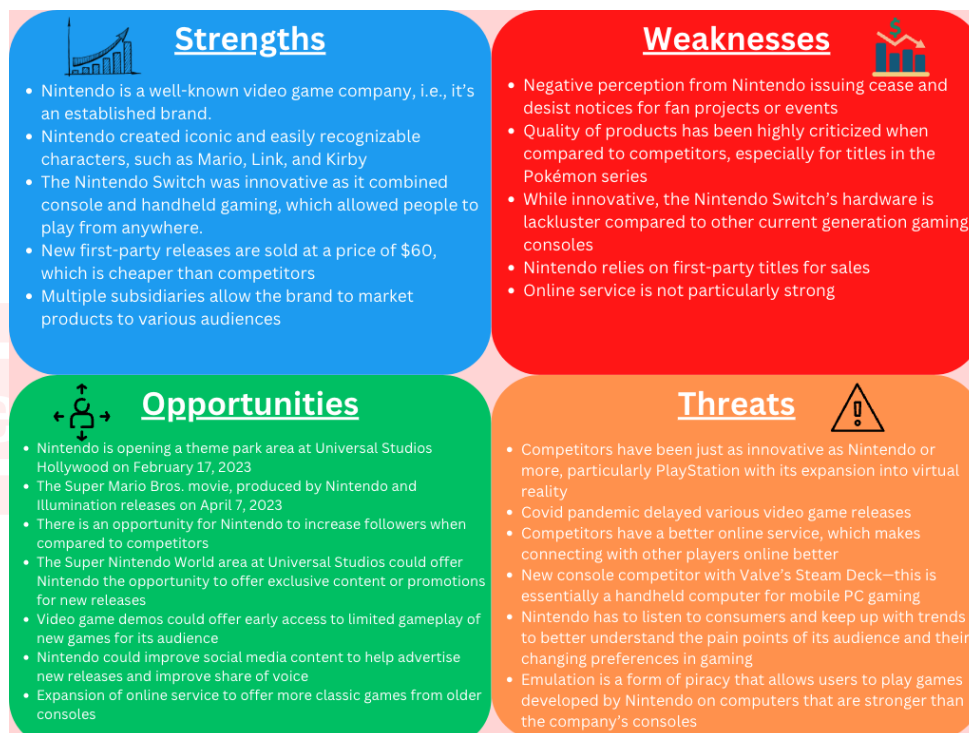 Strengths
• Nintendo is a well-known video game company, i.e., it's
an established brand.
• Nintendo created iconic and easily recognizable
characters, such as Mario, Link, and Kirby
• The Nintendo Switch was innovative as it combined
console and handheld gaming, which allowed people to
play from anywhere.
• New first-party releases are sold at a price of $60,
which is cheaper than competitors
• Multiple subsidiaries allow the brand to market
products to various audiences
Weaknesses
$
• Negative perception from Nintendo issuing cease and
desist notices for fan projects or events
• Quality of products has been highly criticized when
compared to competitors, especially for titles in the
Pokémon series
• While innovative, the Nintendo Switch's hardware is
lackluster compared to other current generation gaming
consoles
• Nintendo relies on first-party titles for sales
• Online service is not particularly strong
Opportunities
• Nintendo is opening a theme park area at Universal Studios
Hollywood on February 17, 2023
• The Super Mario Bros. movie, produced by Nintendo and
Illumination releases on April 7, 2023
• There is an opportunity for Nintendo to increase followers when
compared to competitors
• The Super Nintendo World area at Universal Studios could offer
Nintendo the opportunity to offer exclusive content or promotions
for new releases
• Video game demos could offer early access to limited gameplay of
new games for its audience
• Nintendo could improve social media content to help advertise
new releases and improve share of voice
• Expansion of online service to offer more classic games from older
consoles
Threats
!
• Competitors have been just as innovative as Nintendo or
more, particularly PlayStation with its expansion into virtual
reality
• Covid pandemic delayed various video game releases
• Competitors have a better online service, which makes
connecting with other players online better
• New console competitor with Valve's Steam Deck—this is
essentially a handheld computer for mobile PC gaming
• Nintendo has to listen to consumers and keep up with trends
to better understand the pain points of its audience and their
changing preferences in gaming
• Emulation is a form of piracy that allows users to play games
developed by Nintendo on computers that are stronger than
the company's consoles